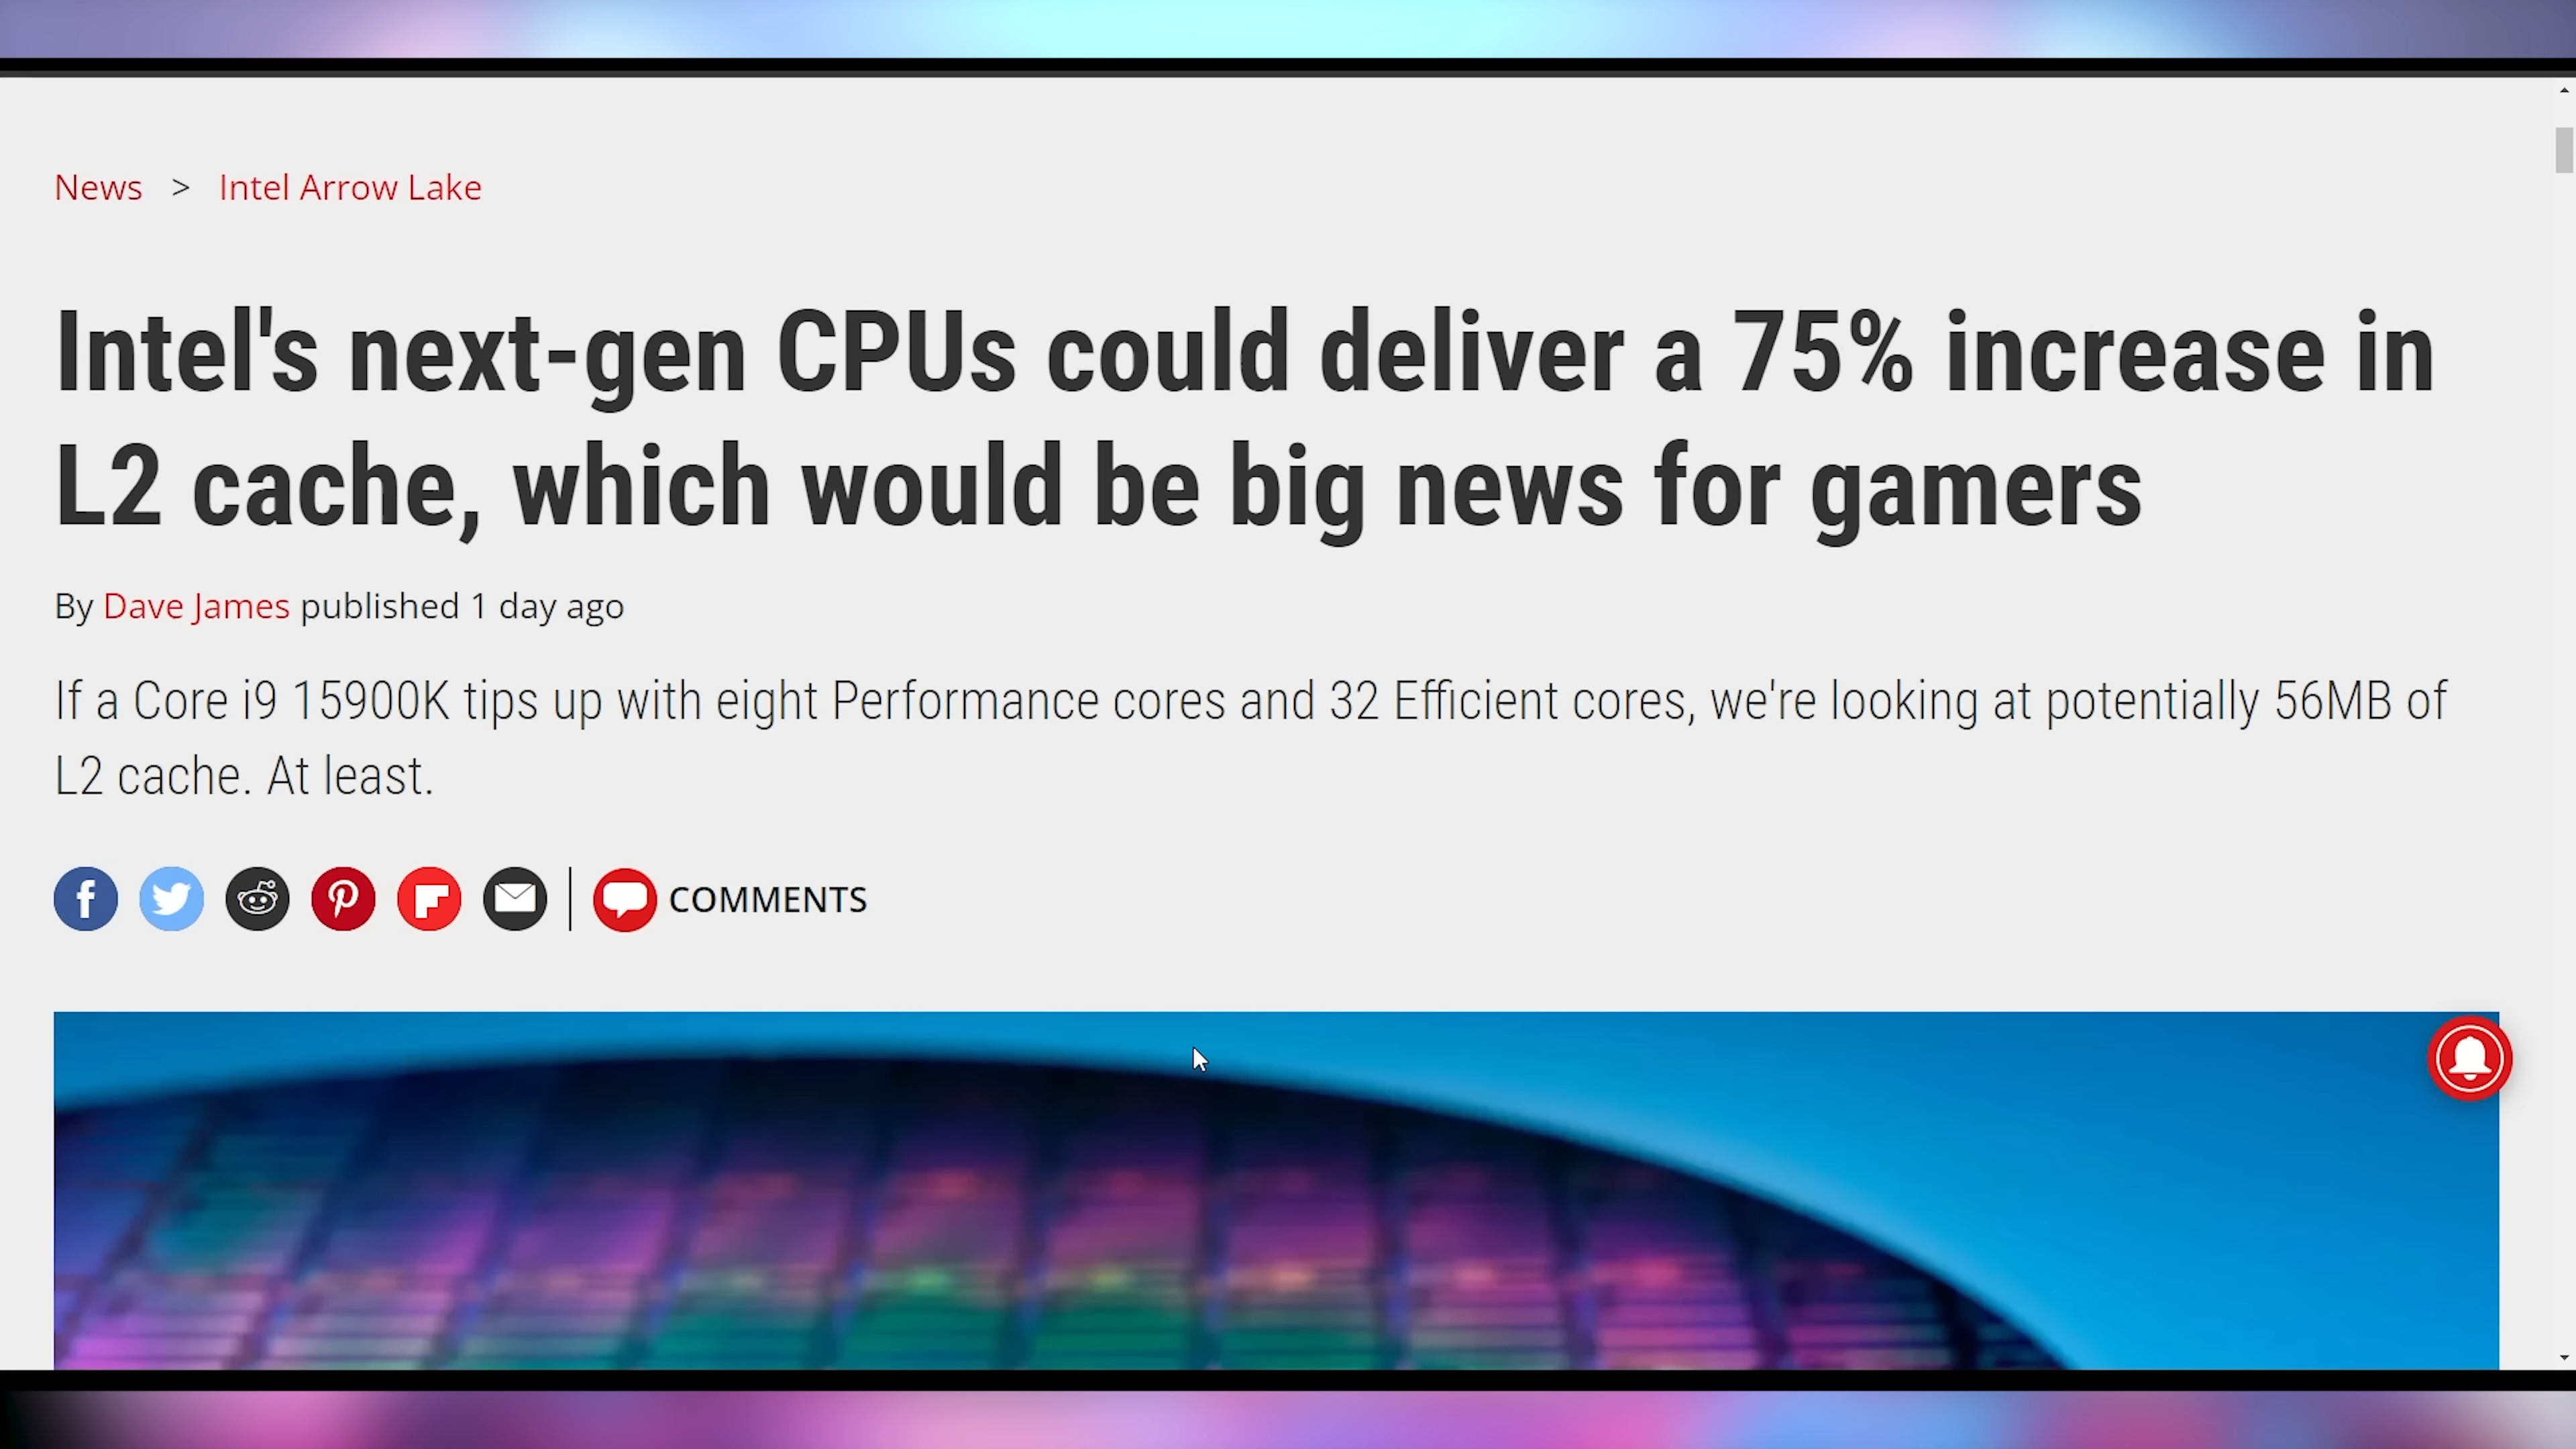 News > Intel Arrow Lake
Intel's next-gen CPUs could deliver a 75% increase in
L2 cache, which would be big news for gamers
By Dave James published 1 day ago
If a Core i9 15900K tips up with eight Performance cores and 32 Efficient cores, we're looking at potentially 56MB of
L2 cache. At least.
COMMENTS